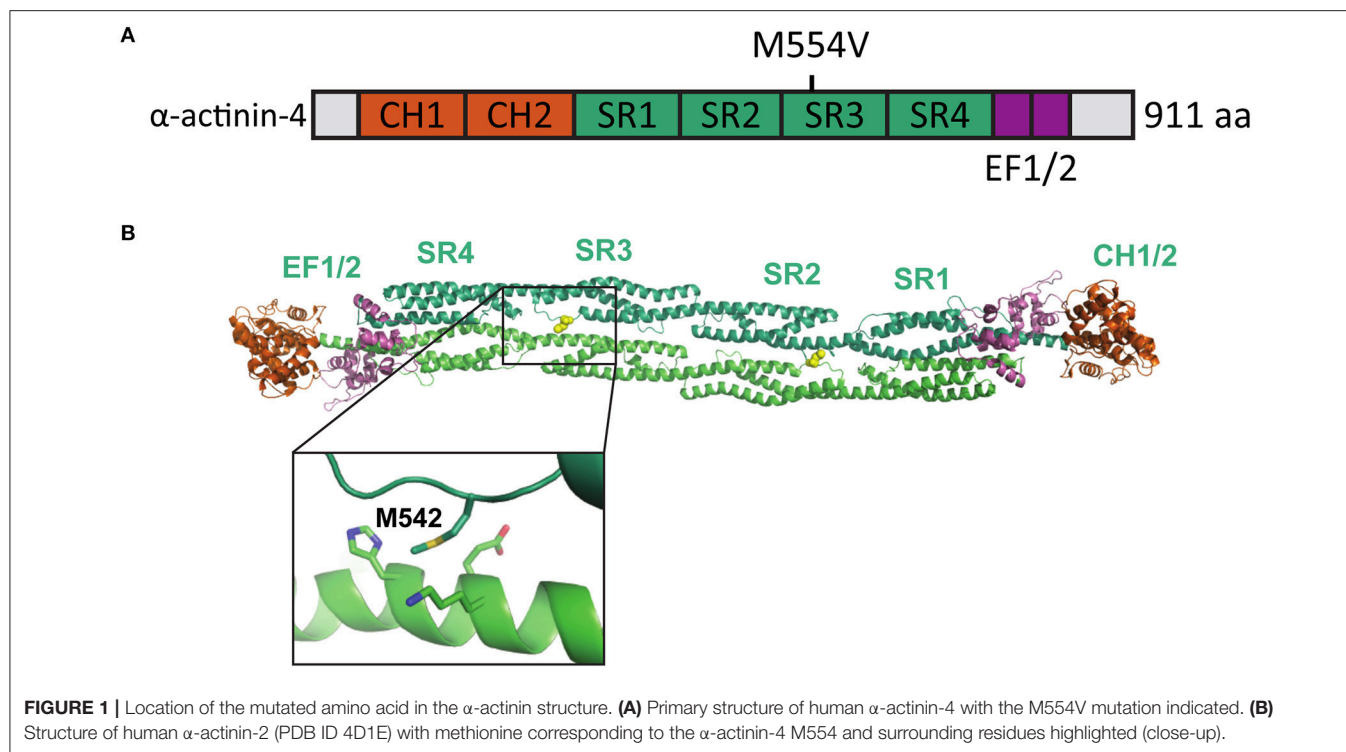 A
M554V
α-actinin-4 CH1 CH2 SR1 SR2 SR3 SR4 911 aa
EF1/2
B
EF1/2 SR4 SR3 SR2 SR1 CH1/2
M542
FIGURE 1 | Location of the mutated amino acid in the α-actinin structure. (A) Primary structure of human α-actinin-4 with the M554V mutation indicated. (B)
Structure of human α-actinin-2 (PDB ID 4D1E) with methionine corresponding to the α-actinin-4 M554 and surrounding residues highlighted (close-up).